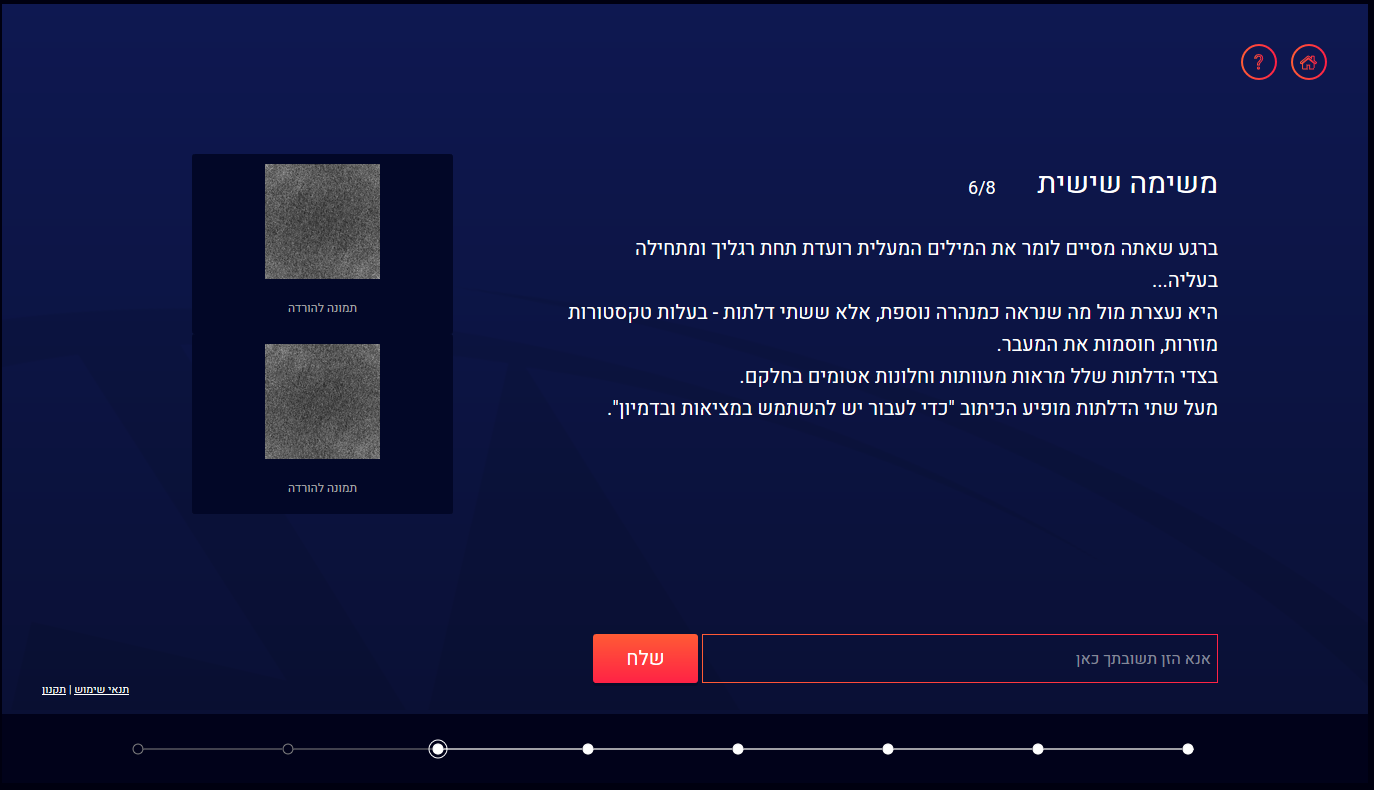 ?
משימה שישית 6/8
ברגע שאתה מסיים לומר את המילים המעלית רועדת תחת רגליך ומתחילה
בעליה...
היא נעצרת מול מה שנראה כמנהרה נוספת, אלא ששתי דלתות - בעלות טקסטורות
מוזרות, חוסמות את המעבר.
בצדי הדלתות שלל מראות מעוותות וחלונות אטומים בחלקם.
מעל שתי הדלתות מופיע הכיתוב "כדי לעבור יש להשתמש במציאות ובדמיון".
תמונה להורדה
תמונה להורדה
אנא הזן תשובתך כאן
שלח
תנאי שימוש | תקנון